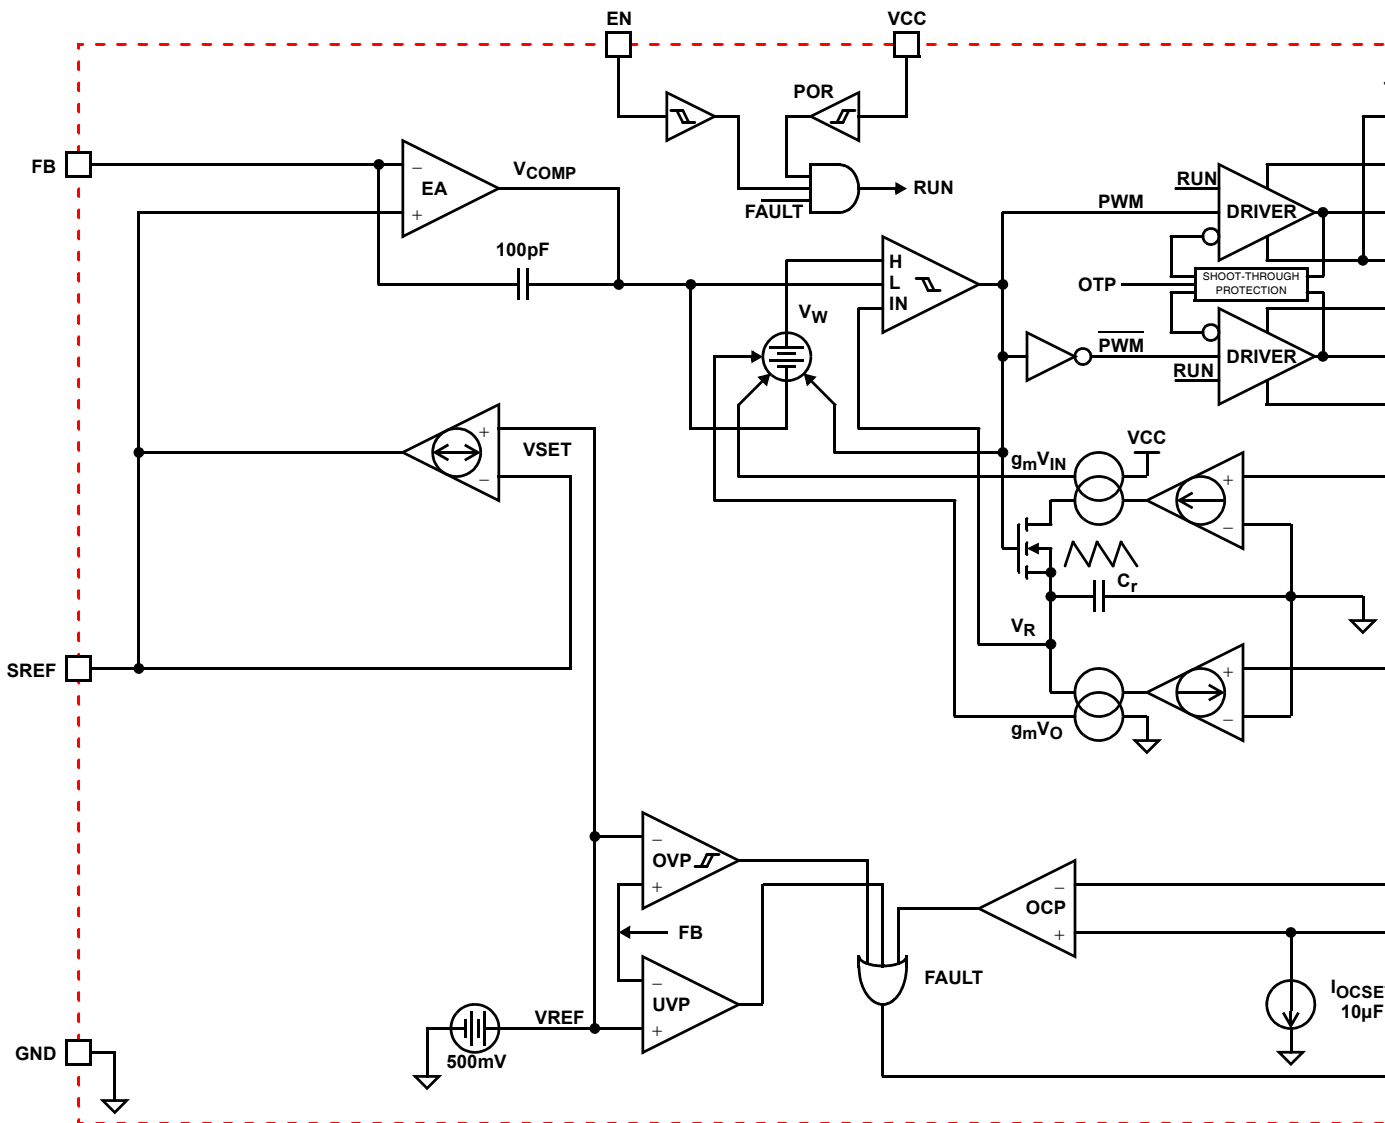 EN
VCC
POR
FB
− EA +
VCOMP
FAULT
RUN
RUN
PWM
DRIVER
100pF
H
L
IN
OTP
SHOOT-THROUGH
PROTECTION
VW
PWM
DRIVER
RUN
+ VSET −
gmVIN
VCC
+
−
Cr
VR
SREF
+
−
gmVO
− OVP +
FB
− OCP +
− UVP +
FAULT
VREF
500mV
IOCSE
10µF
GND